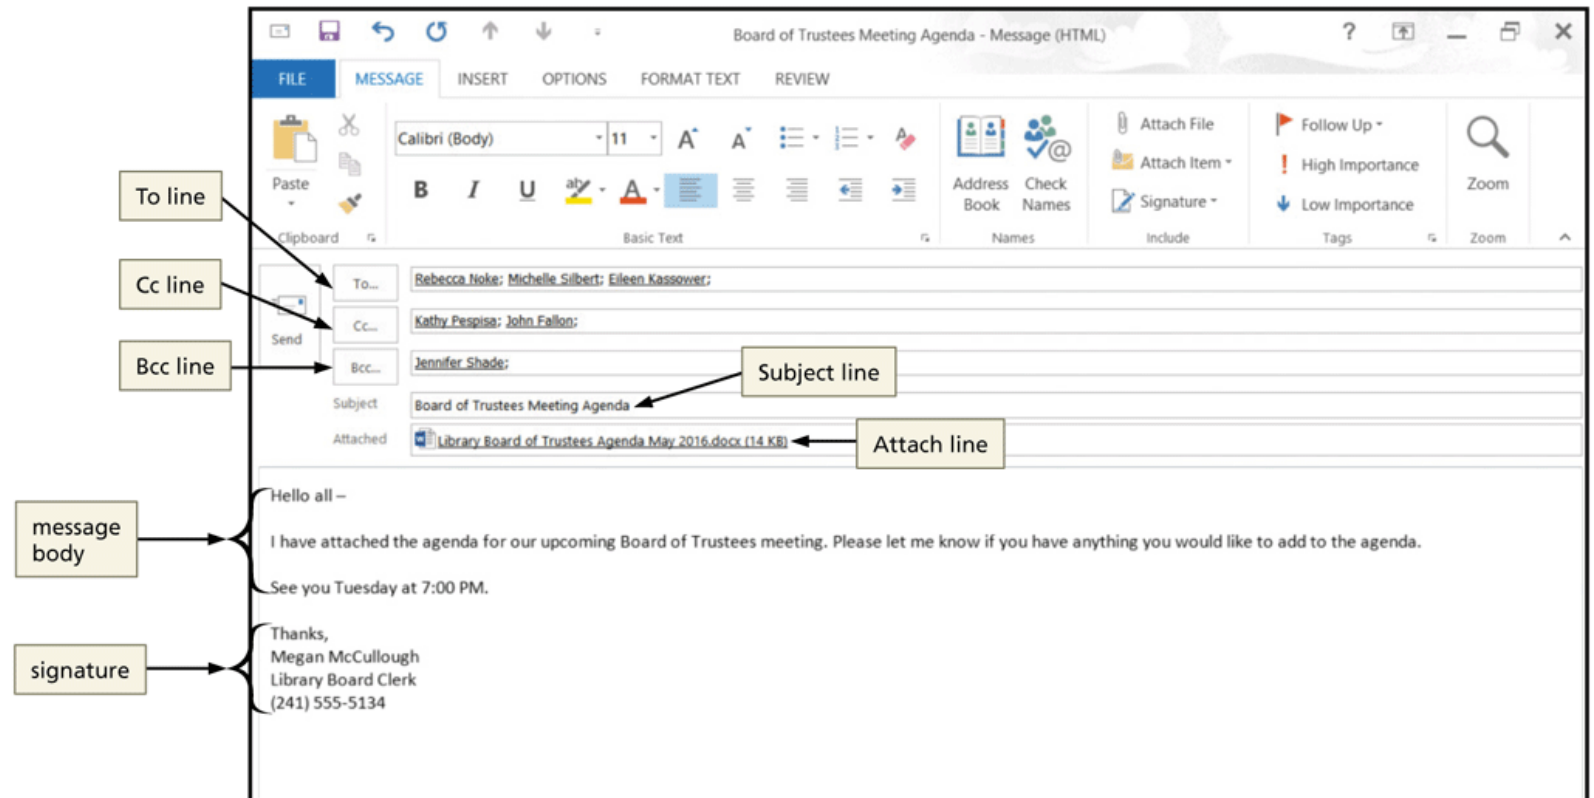 Board of Trustees Meeting Agenda - Message (HTML) ?
FILE MESSAGE INSERT OPTIONS FORMAT TEXT REVIEW
Calibri (Body) 11 A A
Paste
B I U aby A
Address Book
Check Names
@
Attach File
Attach Item
Signature
Follow Up
! High Importance
Low Importance
Zoom
Clipboard Basic Text Names Include Tags Zoom
To line
Cc line
Bcc line
Send
To... Rebecca Noke; Michelle Silbert; Eileen Kassower;
Cc... Kathy Pespisa; John Fallon;
Bcc... Jennifer Shade;
Subject line
Subject Board of Trustees Meeting Agenda
Attached Library Board of Trustees Agenda May 2016.docx (14 KB)
Attach line
message
body
Hello all –
I have attached the agenda for our upcoming Board of Trustees meeting. Please let me know if you have anything you would like to add to the agenda.
See you Tuesday at 7:00 PM.
signature
Thanks,
Megan McCullough
Library Board Clerk
(241) 555-5134